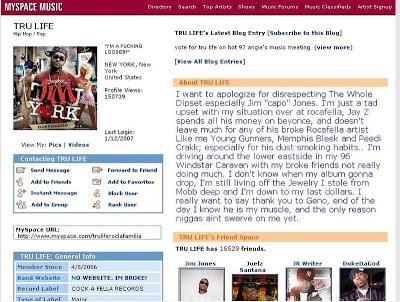 MYSPACE MUSIC
Directory Search Top Artists Shows Music Forums Music Classifieds Artist Signup
TRU LIFE
Hip Hop / Rap
"I'M A FUCKING LOOSER!"
NEW YORK, New York
United States
Profile Views: 150739
Last Login: 1/12/2007
YORK
DUKEDAGOD
View My: Pics | Videos
Contacting TRU LIFE
Send Message Forward to Friend
Add to Friends Add to Favorites
Instant Message Block User
Add to Group Rank User
MySpace URL:
http://www.myspace.com/truliferoclafamilia
TRU LIFE: General Info
Member Since 4/8/2006
Band Website NO WEBSITE. IM BROKE!
Record Label COCK A FELLA RECORDS
Type of Label Major
TRU LIFE's Latest Blog Entry [Subscribe to this Blog]
vote for tru life on hot 97 angie's music meeting (view more)
[View All Blog Entries]
About TRU LIFE
I want to apologize for disrespecting The Whole
Dipset especially Jim "capo" Jones. I'm just a tad
upset with my situation over at rocafella, Jay Z
spends all his money on beyonce, and doesn't
leave much for any of his broke Rocafella artist
Like me Young Gunners, Memphis Bleek and Peedi
Crakk; especially for his dust smoking habits.. I'm
driving around the lower eastside in my 96
Windstar Caravan with my broke friends not really
doing much. I don't know when my album gonna
drop, I'm still living off the Jewelry I stole from
Mobb deep and I'm down to my last dollars. I
really want to say thank you to Geno, end of the
day I know he is my muscle, and the only reason
niggas aint swerve on me yet.
TRU LIFE's Friend Space
TRU LIFE has 16529 friends.
Jim Jones Juelz Santana JR Writer DukeDaGod